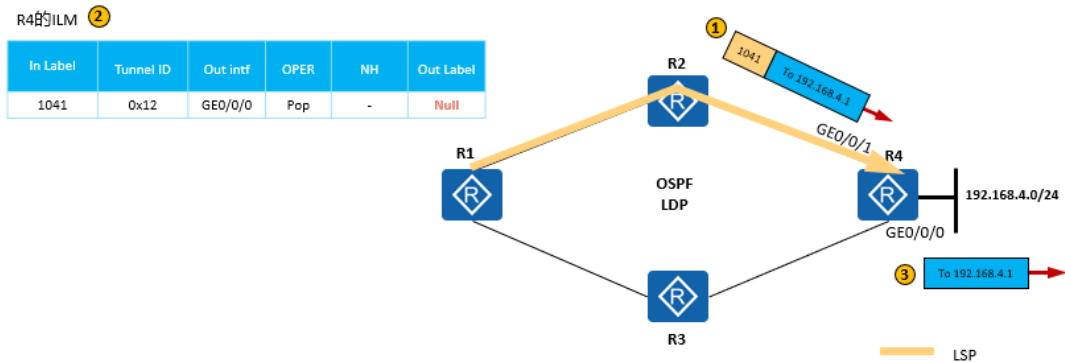 R4的ILM ②
In Label Tunnel ID Out intf OPER NH Out Label
1041 0x12 GE0/0/0 Pop - Null
①
1041 To 192.168.4.1
R2
R
GE0/0/1
R1
R
R4
R
OSPF
LDP
192.168.4.0/24
GE0/0/0
③ To 192.168.4.1
R
R3
LSP